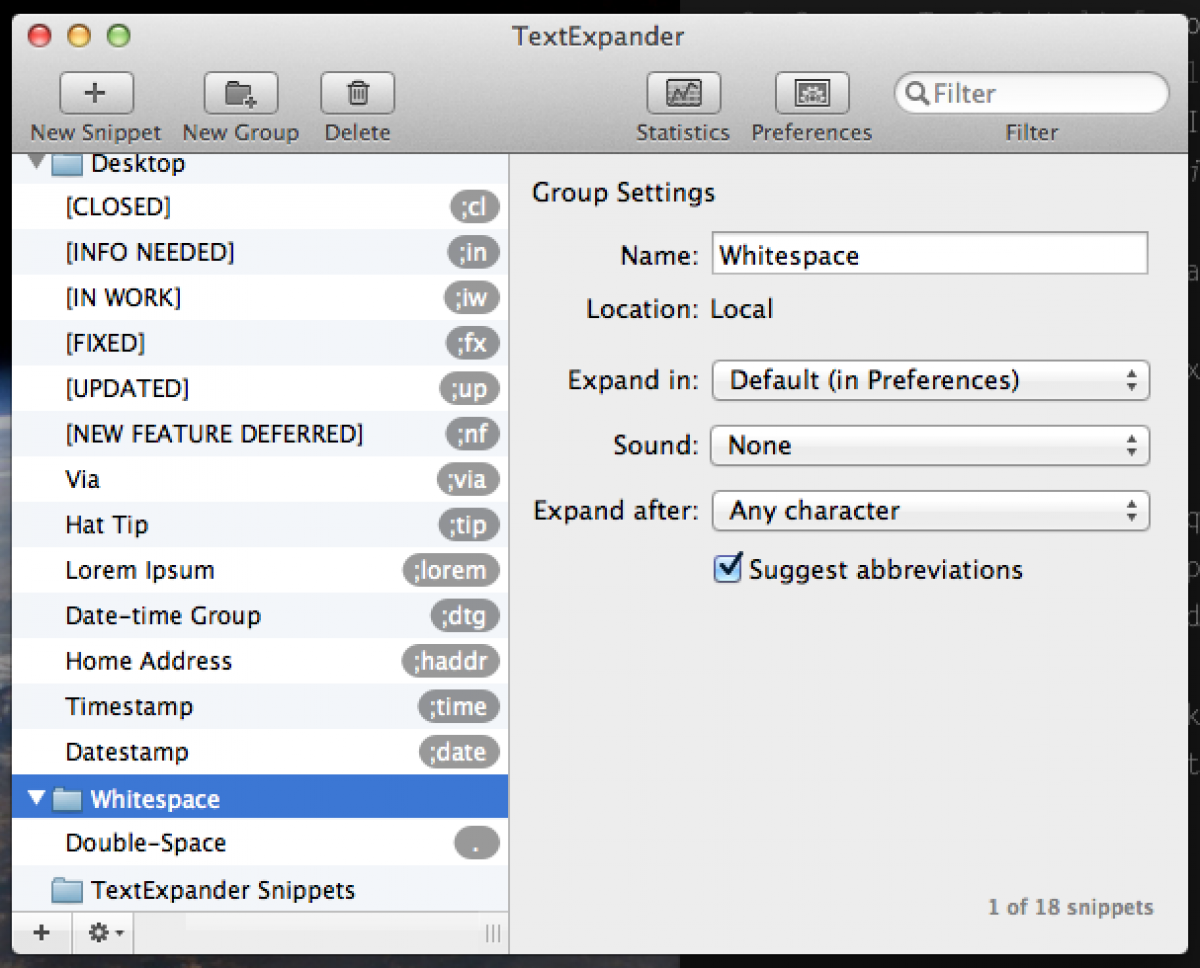 TextExpander
New Snippet New Group Delete Statistics Preferences Filter
Filter
Desktop
[CLOSED] ;cl
[INFO NEEDED] ;in
[IN WORK] ;iw
[FIXED] ;fx
[UPDATED] ;up
[NEW FEATURE DEFERRED] ;nf
Via ;via
Hat Tip ;tip
Lorem Ipsum ;lorem
Date-time Group ;dtg
Home Address ;haddr
Timestamp ;time
Datestamp ;date
Whitespace
Double-Space .
TextExpander Snippets
Group Settings
Name: Whitespace
Location: Local
Expand in: Default (in Preferences)
Sound: None
Expand after: Any character
Suggest abbreviations
1 of 18 snippets